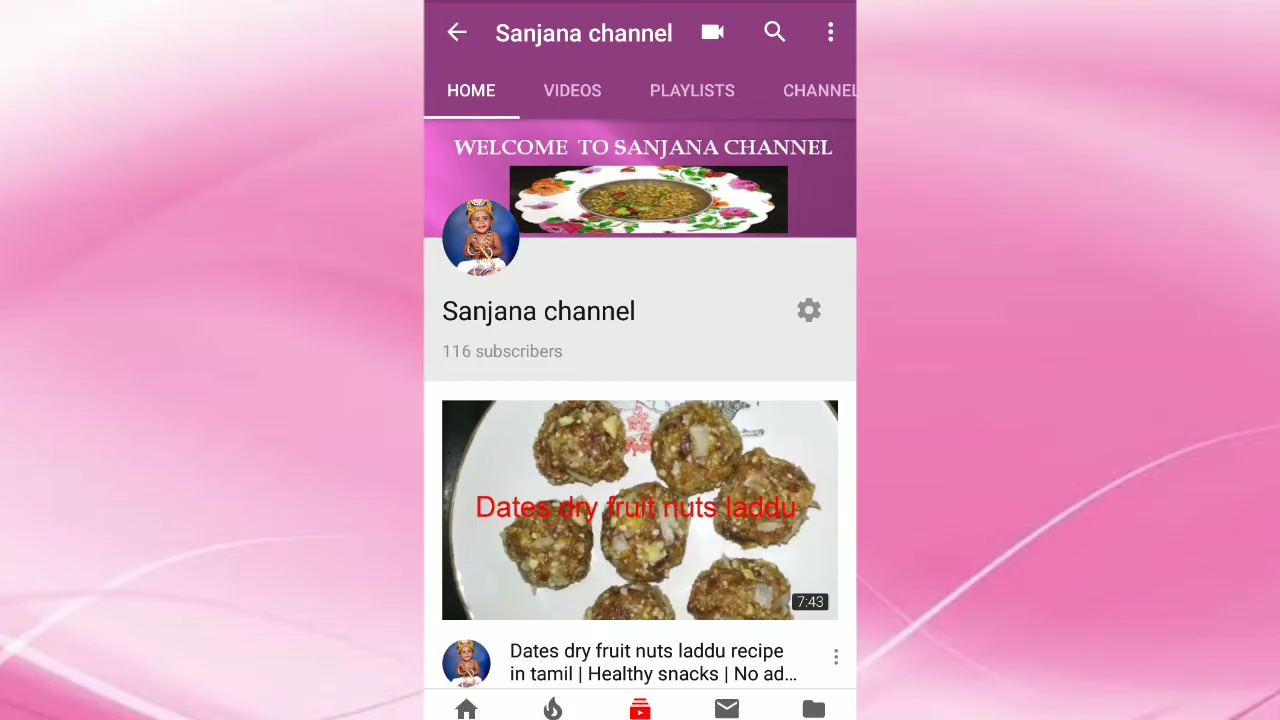 Sanjana channel
HOME VIDEOS PLAYLISTS CHANNEL
WELCOME TO SANJANA CHANNEL
Sanjana channel
116 subscribers
Dates dry fruit nuts laddu
7:43
Dates dry fruit nuts laddu recipe
in tamil | Healthy snacks | No ad...